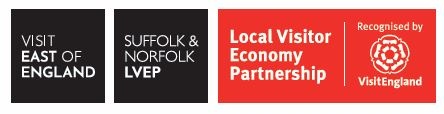 VISIT
EAST OF
ENGLAND
SUFFOLK &
NORFOLK
LVEP
Local Visitor
Economy
Partnership
Recognised by
VisitEngland